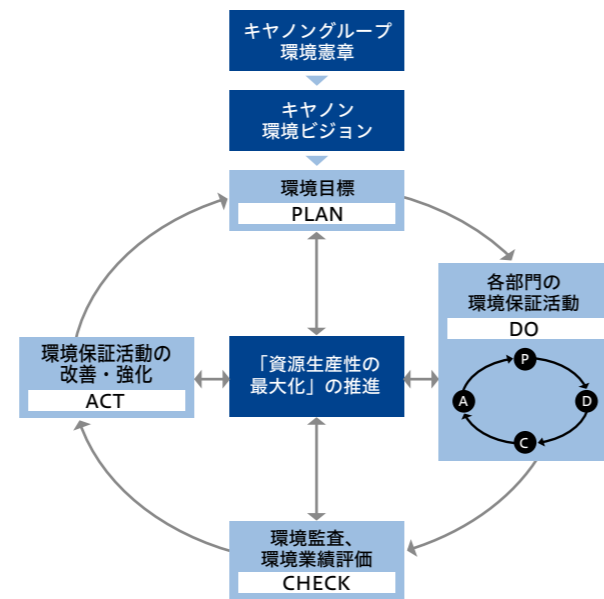 キヤノングループ
環境憲章
キヤノン
環境ビジョン
環境目標
PLAN
各部門の
環境保証活動
DO
P
D
C
A
環境保証活動の
改善・強化
ACT
「資源生産性の
最大化」の推進
環境監査、
環境業績評価
CHECK